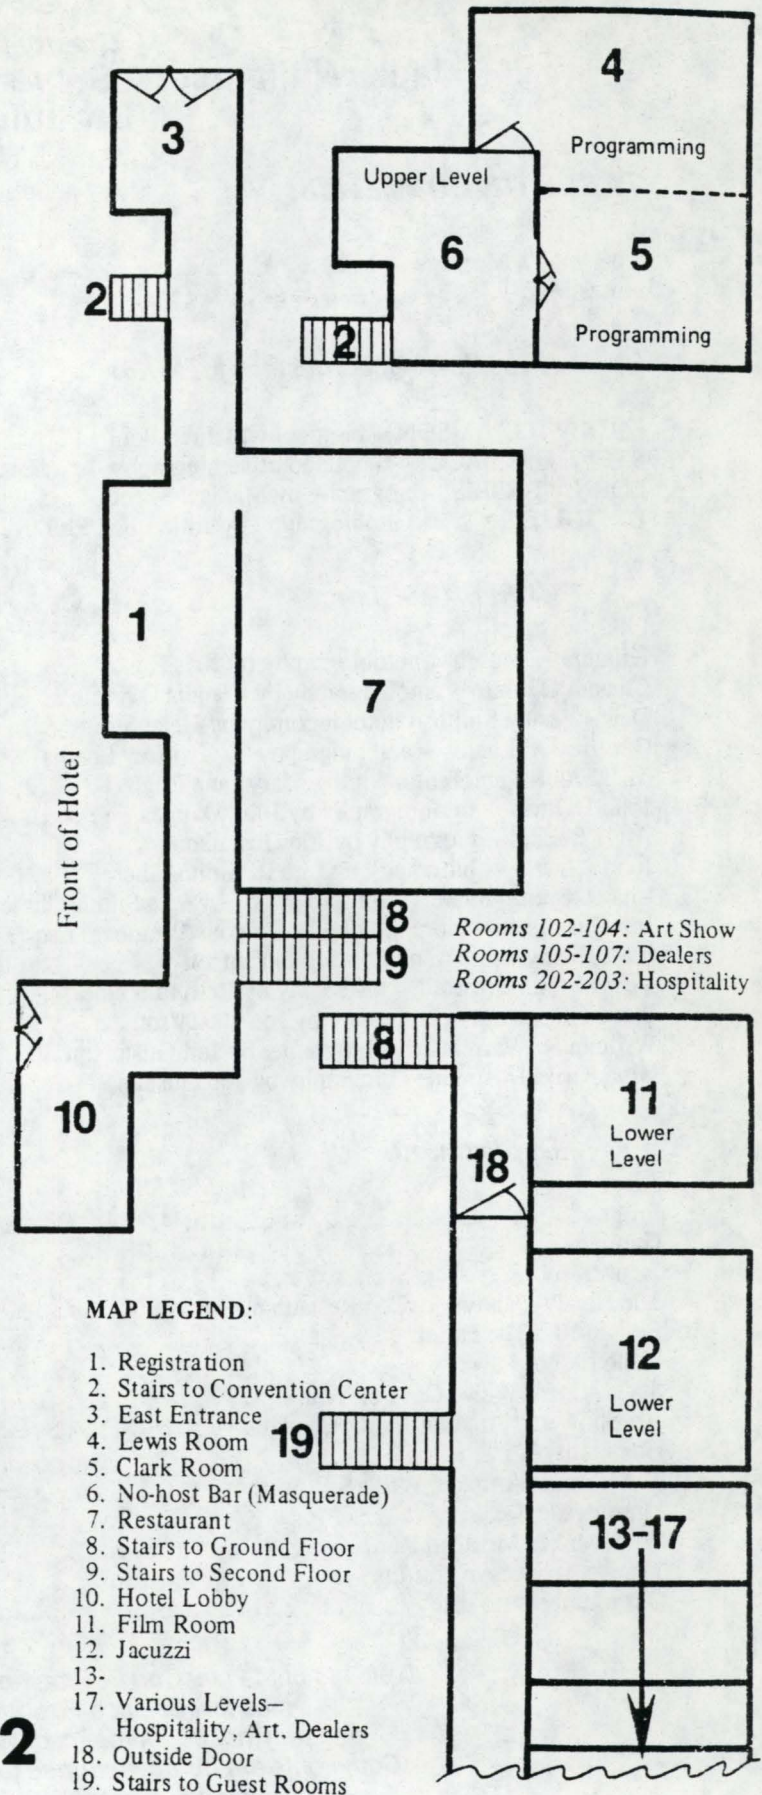 4
Programming
3
Upper Level
6
5
2
2
Programming
1
7
Front of Hotel
8
9
Rooms 102-104: Art Show
Rooms 105-107: Dealers
Rooms 202-203: Hospitality
8
11
Lower
Level
10
18
12
Lower
Level
19
13-17
MAP LEGEND:
1. Registration
2. Stairs to Convention Center
3. East Entrance
4. Lewis Room
5. Clark Room
6. No-host Bar (Masquerade)
7. Restaurant
8. Stairs to Ground Floor
9. Stairs to Second Floor
10. Hotel Lobby
11. Film Room
12. Jacuzzi
13-
17. Various Levels—
Hospitality, Art, Dealers
18. Outside Door
19. Stairs to Guest Rooms
2